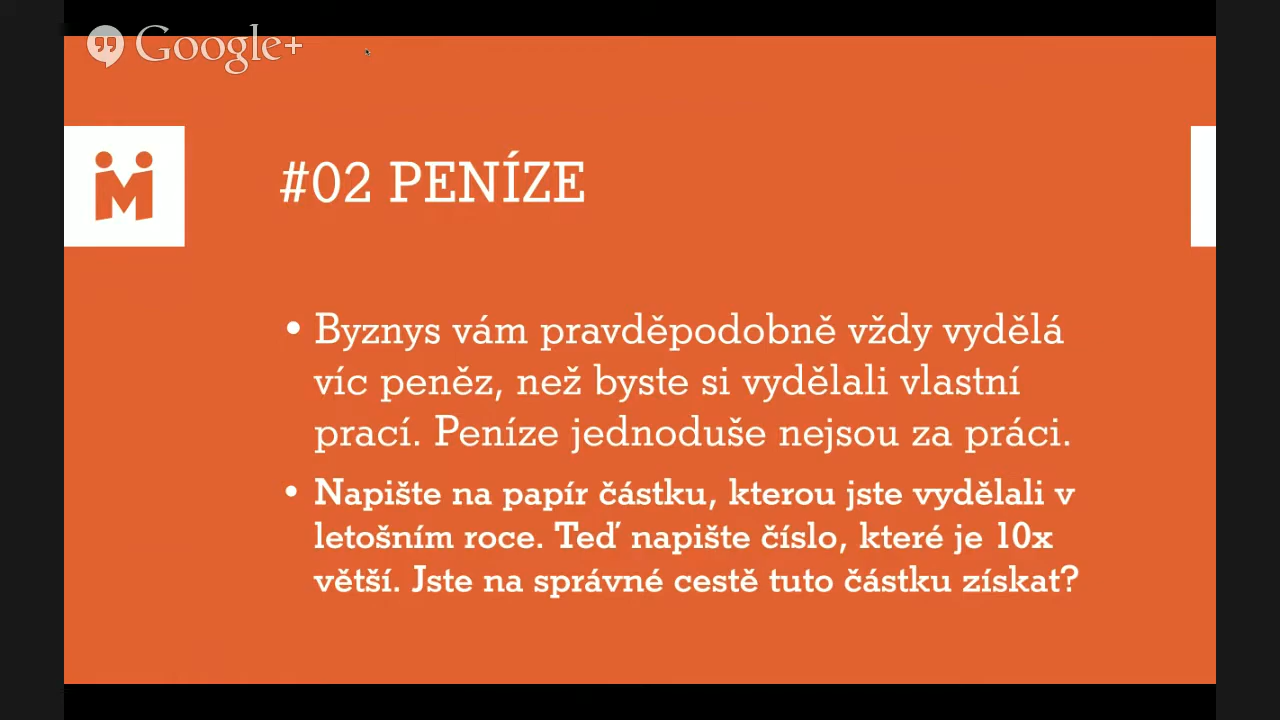 Google+
#02 PENÍZE
• Byznys vám pravděpodobně vždy vydělá
víc peněz, než byste si vydělali vlastní
prací. Peníze jednoduše nejsou za práci.
• Napište na papír částku, kterou jste vydělali v
letošním roce. Teď napište číslo, které je 10x
větší. Jste na správné cestě tuto částku získat?